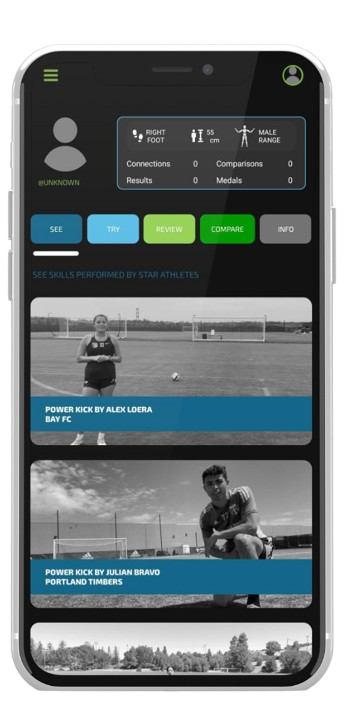 RIGHT
FOOT
55
cm
MALE
RANGE
Connections 0 Comparisons 0
Results 0 Medals 0
@UNKNOWN
SEE TRY REVIEW COMPARE INFO
SEE SKILLS PERFORMED BY STAR ATHLETES
POWER KICK BY ALEX LOERA
BAY FC
POWER KICK BY JULIAN BRAVO
PORTLAND TIMBERS